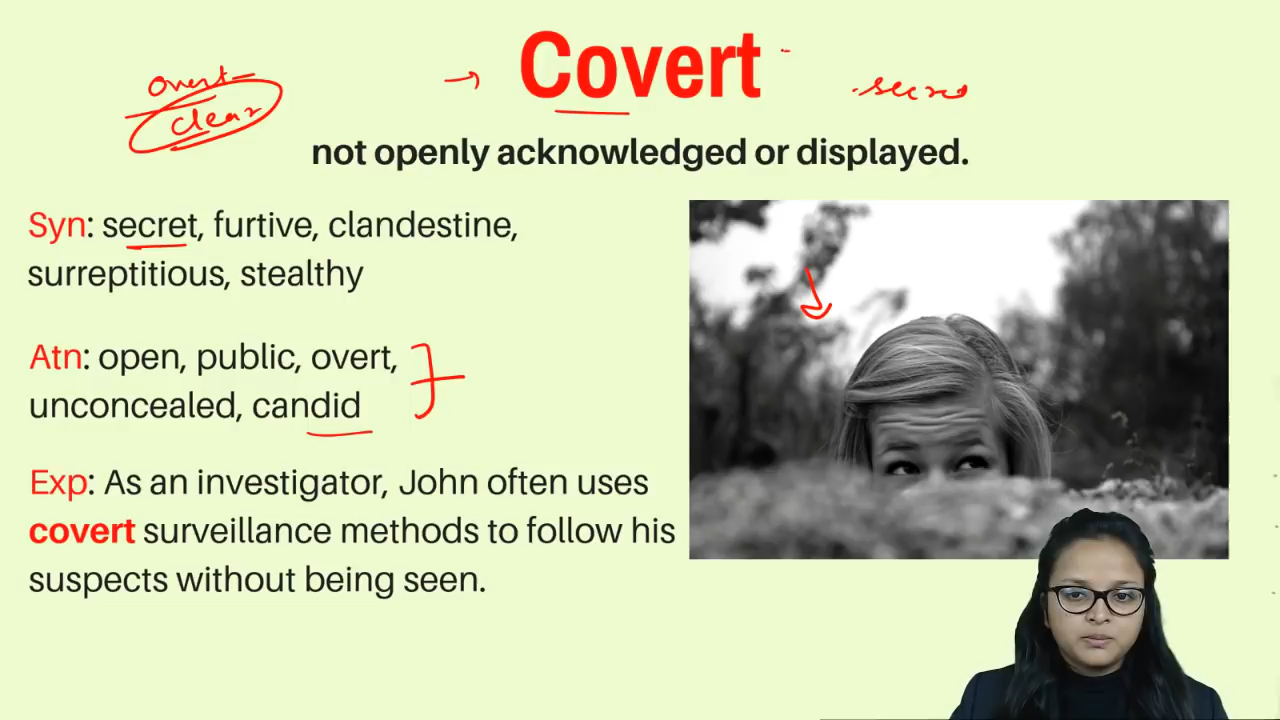 Covert
overt
clear
not openly acknowledged or displayed.
Syn: secret, furtive, clandestine,
surreptitious, stealthy
Atn: open, public, overt,
unconcealed, candid
Exp: As an investigator, John often uses
covert surveillance methods to follow his
suspects without being seen.